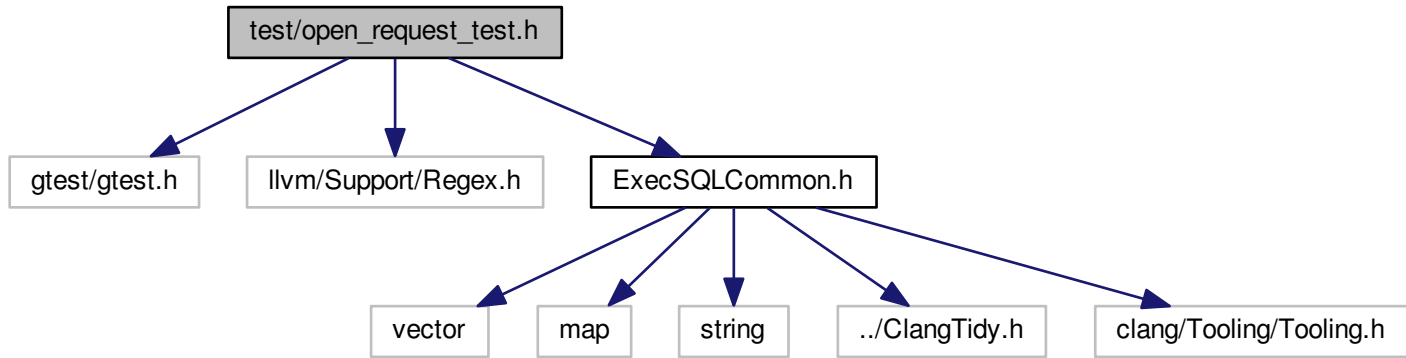 test/open_request_test.h
gtest/gtest.h
llvm/Support/Regex.h
ExecSQLCommon.h
vector
map
string
../ClangTidy.h
clang/Tooling/Tooling.h